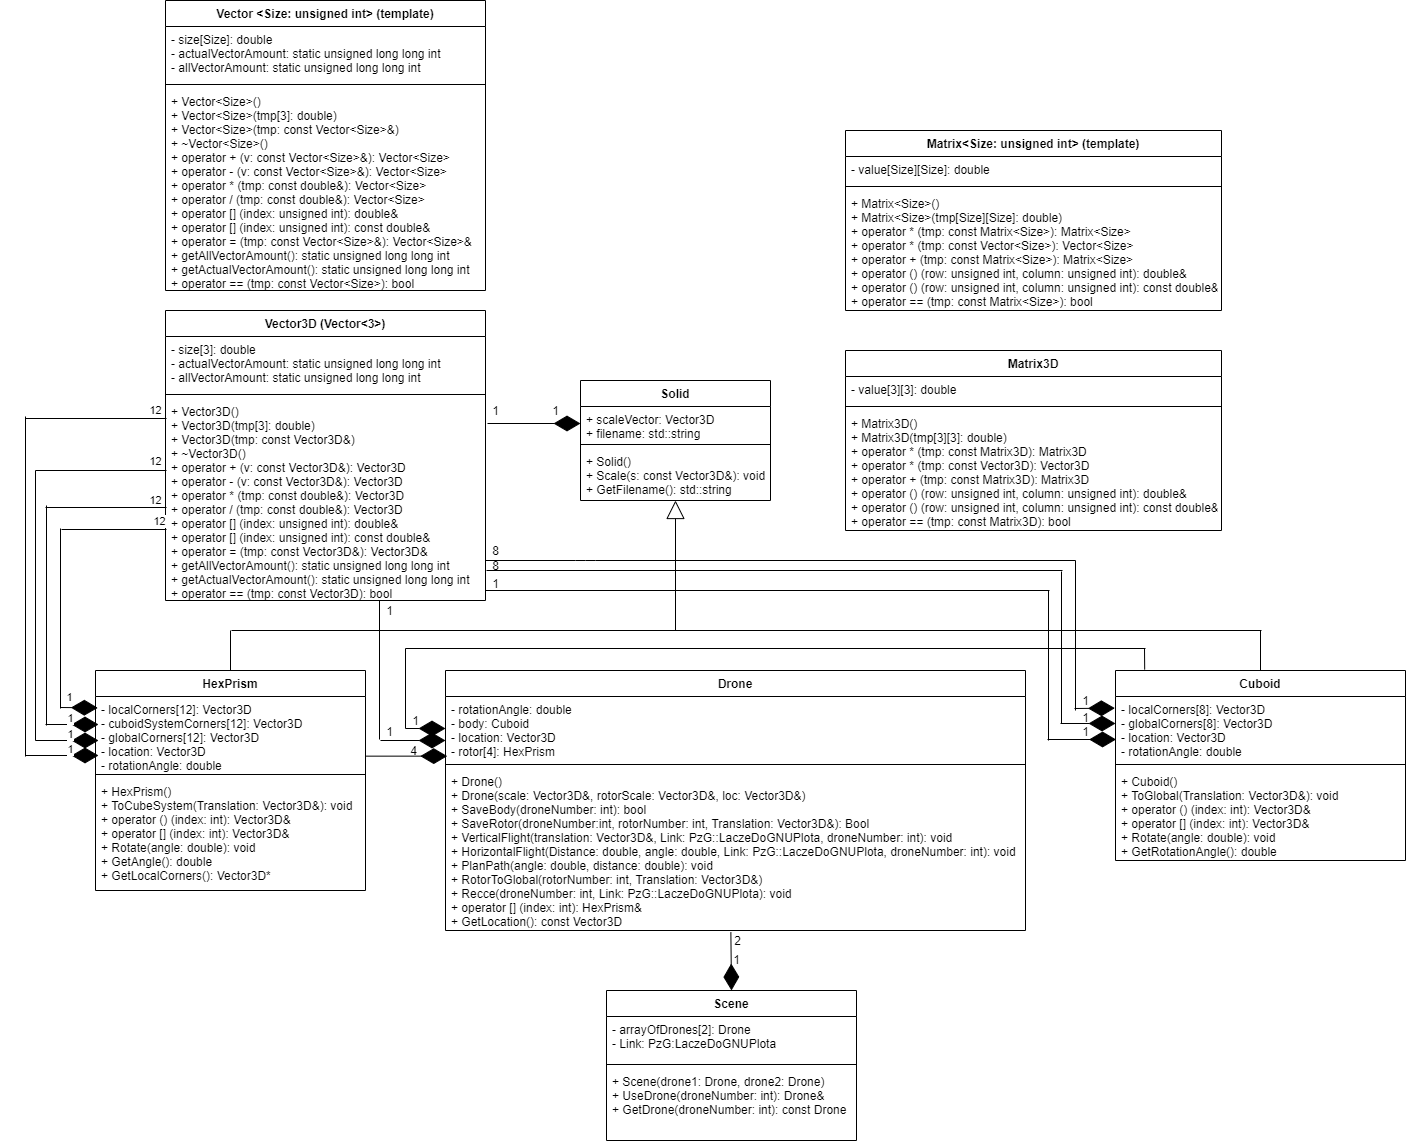 Vector <Size: unsigned int> (template)
- size[Size]: double
- actualVectorAmount: static unsigned long long int
- allVectorAmount: static unsigned long long int
+ Vector<Size>()
+ Vector<Size>(tmp[3]: double)
+ Vector<Size>(tmp: const Vector<Size>&)
+ ~Vector<Size>()
+ operator + (v: const Vector<Size>&): Vector<Size>
+ operator - (v: const Vector<Size>&): Vector<Size>
+ operator * (tmp: const double&): Vector<Size>
+ operator / (tmp: const double&): Vector<Size>
+ operator [] (index: unsigned int): double&
+ operator [] (index: unsigned int): const double&
+ operator = (tmp: const Vector<Size>&): Vector<Size>&
+ getAllVectorAmount(): static unsigned long long int
+ getActualVectorAmount(): static unsigned long long int
+ operator == (tmp: const Vector<Size>): bool
Matrix<Size: unsigned int> (template)
- value[Size][Size]: double
+ Matrix<Size>()
+ Matrix<Size>(tmp[Size][Size]: double)
+ operator * (tmp: const Matrix<Size>): Matrix<Size>
+ operator * (tmp: const Vector<Size>): Vector<Size>
+ operator + (tmp: const Matrix<Size>): Matrix<Size>
+ operator () (row: unsigned int, column: unsigned int): double&
+ operator () (row: unsigned int, column: unsigned int): const double&
+ operator == (tmp: const Matrix<Size>): bool
Vector3D (Vector<3>)
- size[3]: double
- actualVectorAmount: static unsigned long long int
- allVectorAmount: static unsigned long long int
+ Vector3D()
+ Vector3D(tmp[3]: double)
+ Vector3D(tmp: const Vector3D&)
+ ~Vector3D()
+ operator + (v: const Vector3D&): Vector3D
+ operator - (v: const Vector3D&): Vector3D
+ operator * (tmp: const double&): Vector3D
+ operator / (tmp: const double&): Vector3D
+ operator [] (index: unsigned int): double&
+ operator [] (index: unsigned int): const double&
+ operator = (tmp: const Vector3D&): Vector3D&
+ getAllVectorAmount(): static unsigned long long int
+ getActualVectorAmount(): static unsigned long long int
+ operator == (tmp: const Vector3D): bool
12
12
12
12
1
1
8
8
1
1
Solid
+ scaleVector: Vector3D
+ filename: std::string
+ Solid()
+ Scale(s: const Vector3D&): void
+ GetFilename(): std::string
Matrix3D
- value[3][3]: double
+ Matrix3D()
+ Matrix3D(tmp[3][3]: double)
+ operator * (tmp: const Matrix3D): Matrix3D
+ operator * (tmp: const Vector3D): Vector3D
+ operator + (tmp: const Matrix3D): Matrix3D
+ operator () (row: unsigned int, column: unsigned int): double&
+ operator () (row: unsigned int, column: unsigned int): const double&
+ operator == (tmp: const Matrix3D): bool
1
1
1
1
HexPrism
- localCorners[12]: Vector3D
- cuboidSystemCorners[12]: Vector3D
- globalCorners[12]: Vector3D
- location: Vector3D
- rotationAngle: double
+ HexPrism()
+ ToCubeSystem(Translation: Vector3D&): void
+ operator () (index: int): Vector3D&
+ operator [] (index: int): Vector3D&
+ Rotate(angle: double): void
+ GetAngle(): double
+ GetLocalCorners(): Vector3D*
1
1
4
Drone
- rotationAngle: double
- body: Cuboid
- location: Vector3D
- rotor[4]: HexPrism
+ Drone()
+ Drone(scale: Vector3D&, rotorScale: Vector3D&, loc: Vector3D&)
+ SaveBody(droneNumber: int): bool
+ SaveRotor(droneNumber:int, rotorNumber: int, Translation: Vector3D&): Bool
+ VerticalFlight(translation: Vector3D&, Link: PzG::LaczeDoGNUPlota, droneNumber: int): void
+ HorizontalFlight(Distance: double, angle: double, Link: PzG::LaczeDoGNUPlota, droneNumber: int): void
+ PlanPath(angle: double, distance: double): void
+ RotorToGlobal(rotorNumber: int, Translation: Vector3D&)
+ Recce(droneNumber: int, Link: PzG::LaczeDoGNUPlota): void
+ operator [] (index: int): HexPrism&
+ GetLocation(): const Vector3D
1
1
1
Cuboid
- localCorners[8]: Vector3D
- globalCorners[8]: Vector3D
- location: Vector3D
- rotationAngle: double
+ Cuboid()
+ ToGlobal(Translation: Vector3D&): void
+ operator () (index: int): Vector3D&
+ operator [] (index: int): Vector3D&
+ Rotate(angle: double): void
+ GetRotationAngle(): double
2
1
Scene
- arrayOfDrones[2]: Drone
- Link: PzG:LaczeDoGNUPlota
+ Scene(drone1: Drone, drone2: Drone)
+ UseDrone(droneNumber: int): Drone&
+ GetDrone(droneNumber: int): const Drone